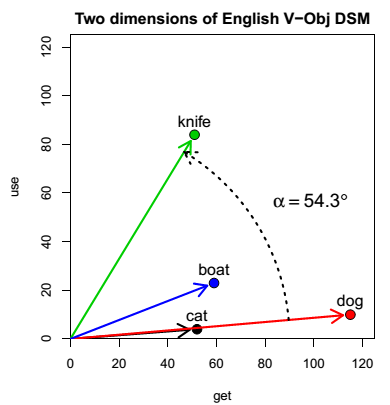 Two dimensions of English V−Obj DSM
120
100
80
60
40
20
0
use
knife
α = 54.3°
boat
dog
cat
0 20 40 60 80 100 120
get